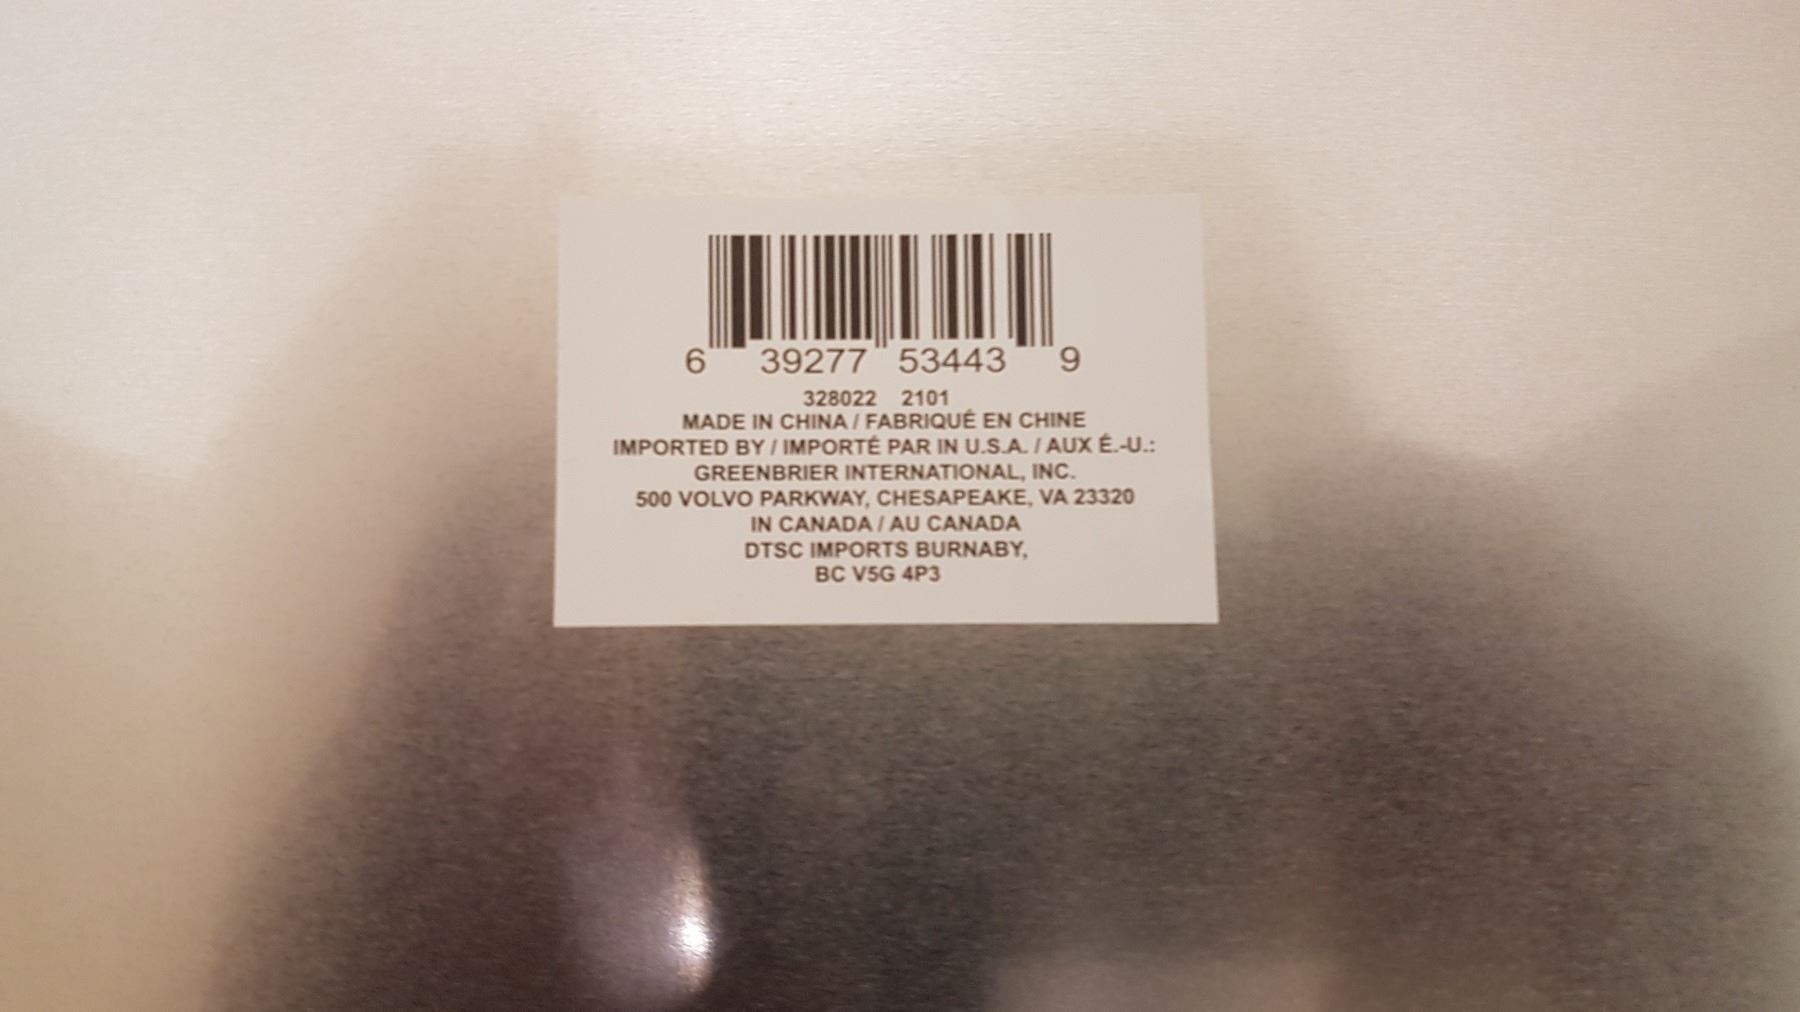 6 39277 53443 9
328022 2101
MADE IN CHINA / FABRIQUÉ EN CHINE
IMPORTED BY / IMPORTÉ PAR IN U.S.A. / AUX É.-U.:
GREENBRIER INTERNATIONAL, INC.
500 VOLVO PARKWAY, CHESAPEAKE, VA 23320
IN CANADA / AU CANADA
DTSC IMPORTS BURNABY,
BC V5G 4P3